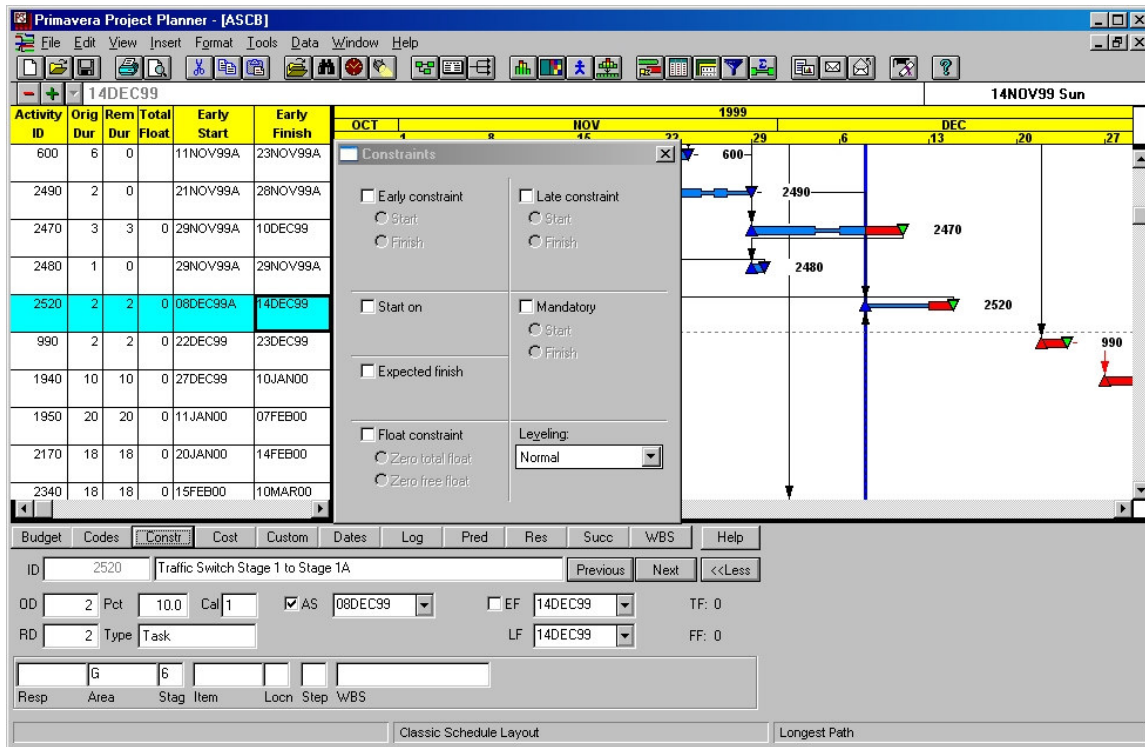 Primavera Project Planner - [ASCB]
File Edit View Insert Format Tools Data Window Help
14DEC99 14NOV99 Sun
Activity ID Orig Dur Rem Dur Total Float Early Start Early Finish
1999
OCT NOV DEC
1 8 15 22 29 6 13 20 27
600 6 0 11NOV99A 23NOV99A
2490 2 0 21NOV99A 28NOV99A
2470 3 3 0 29NOV99A 10DEC99
2480 1 0 29NOV99A 29NOV99A
2520 2 2 0 08DEC99A 14DEC99
990 2 2 0 22DEC99 23DEC99
1940 10 10 0 27DEC99 10JAN00
1950 20 20 0 11JAN00 07FEB00
2170 18 18 0 20JAN00 14FEB00
2340 18 18 0 15FEB00 10MAR00
Constraints
Early constraint Late constraint
Start Start
Finish Finish
Start on Mandatory
Start
Finish
Expected finish
Float constraint Leveling:
Zero total float Normal
Zero free float
600
2490
2470
2480
2520
990
Budget Codes Constr Cost Custom Dates Log Pred Res Succ WBS Help
ID 2520 Traffic Switch Stage 1 to Stage 1A Previous Next <<Less
OD 2 Pct 10.0 Cal 1 AS 08DEC99 EF 14DEC99 TF: 0
RD 2 Type Task LF 14DEC99 FF: 0
G 6
Resp Area Stag Item Locn Step WBS
Classic Schedule Layout Longest Path